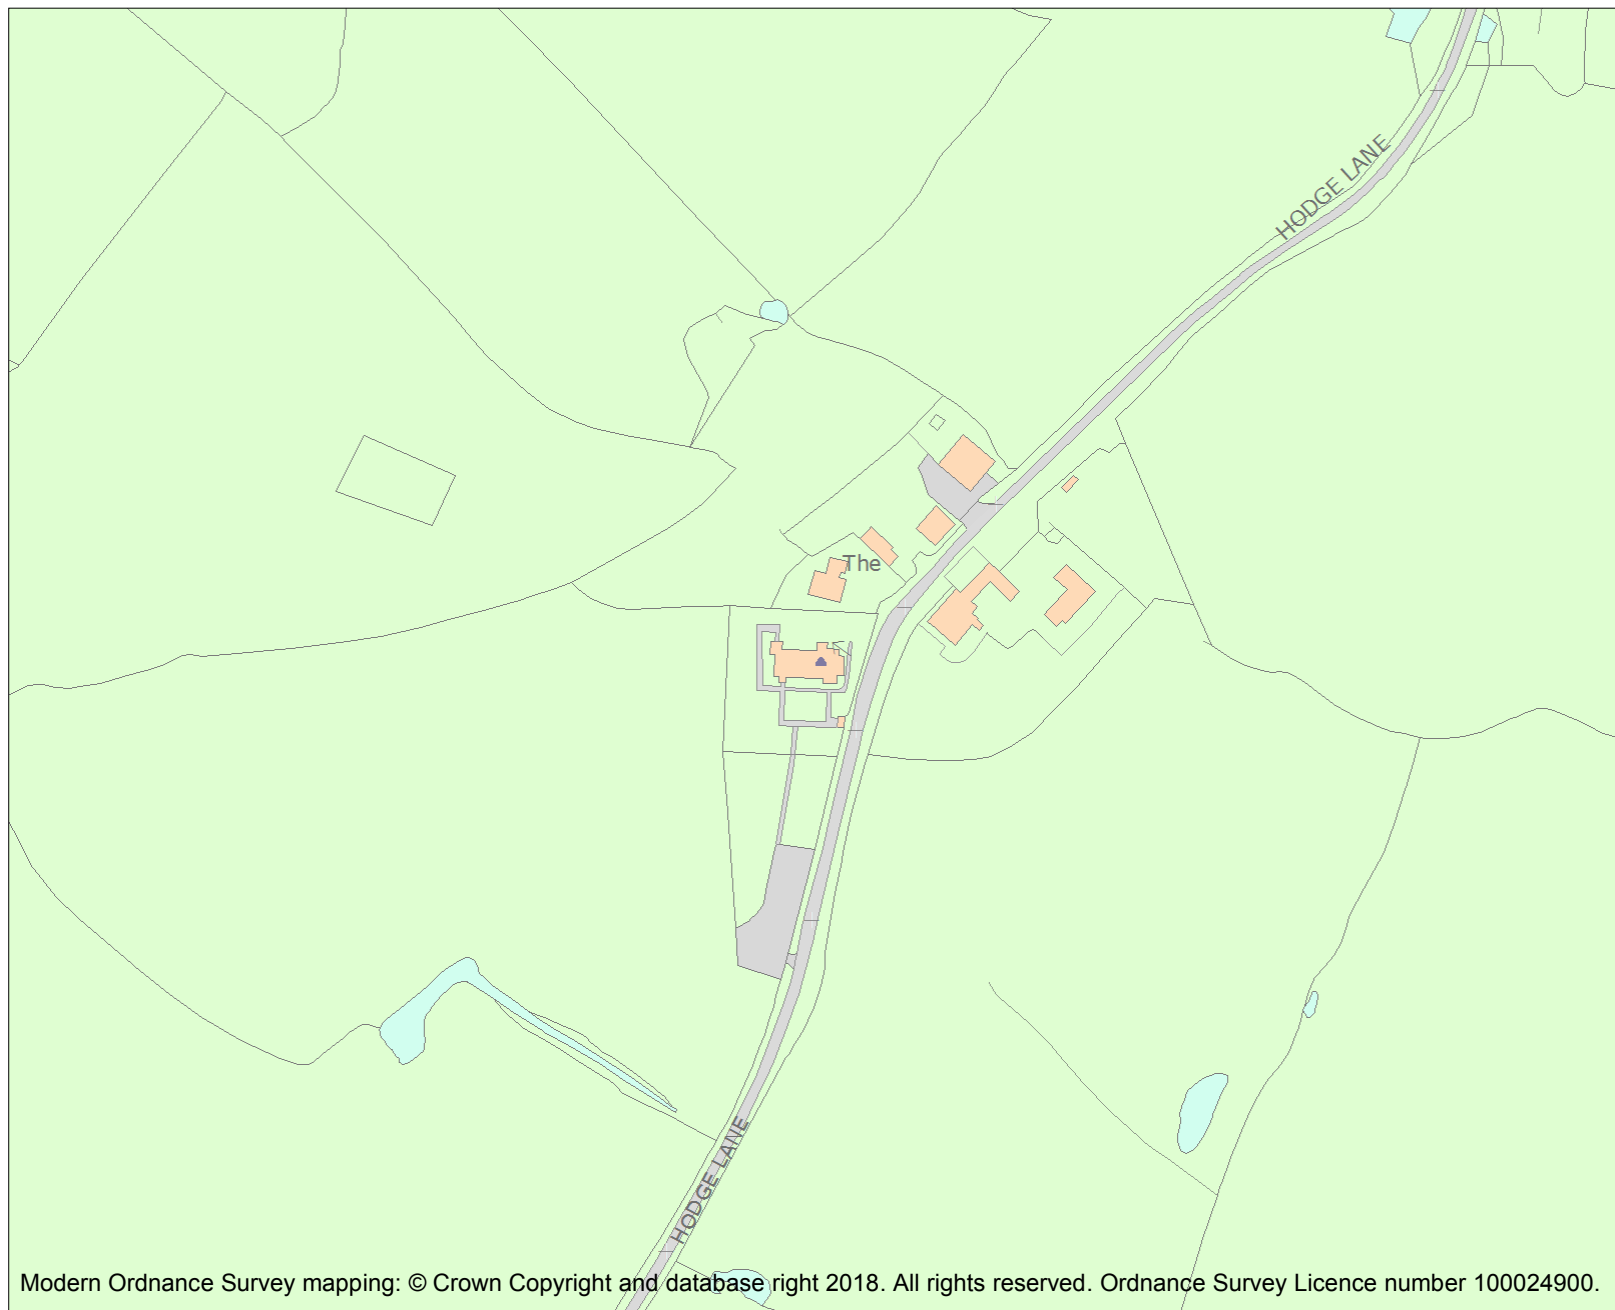 HODGE LANE
The
HODGE LANE
Modern Ordnance Survey mapping: © Crown Copyright and database right 2018. All rights reserved. Ordnance Survey Licence number 100024900.